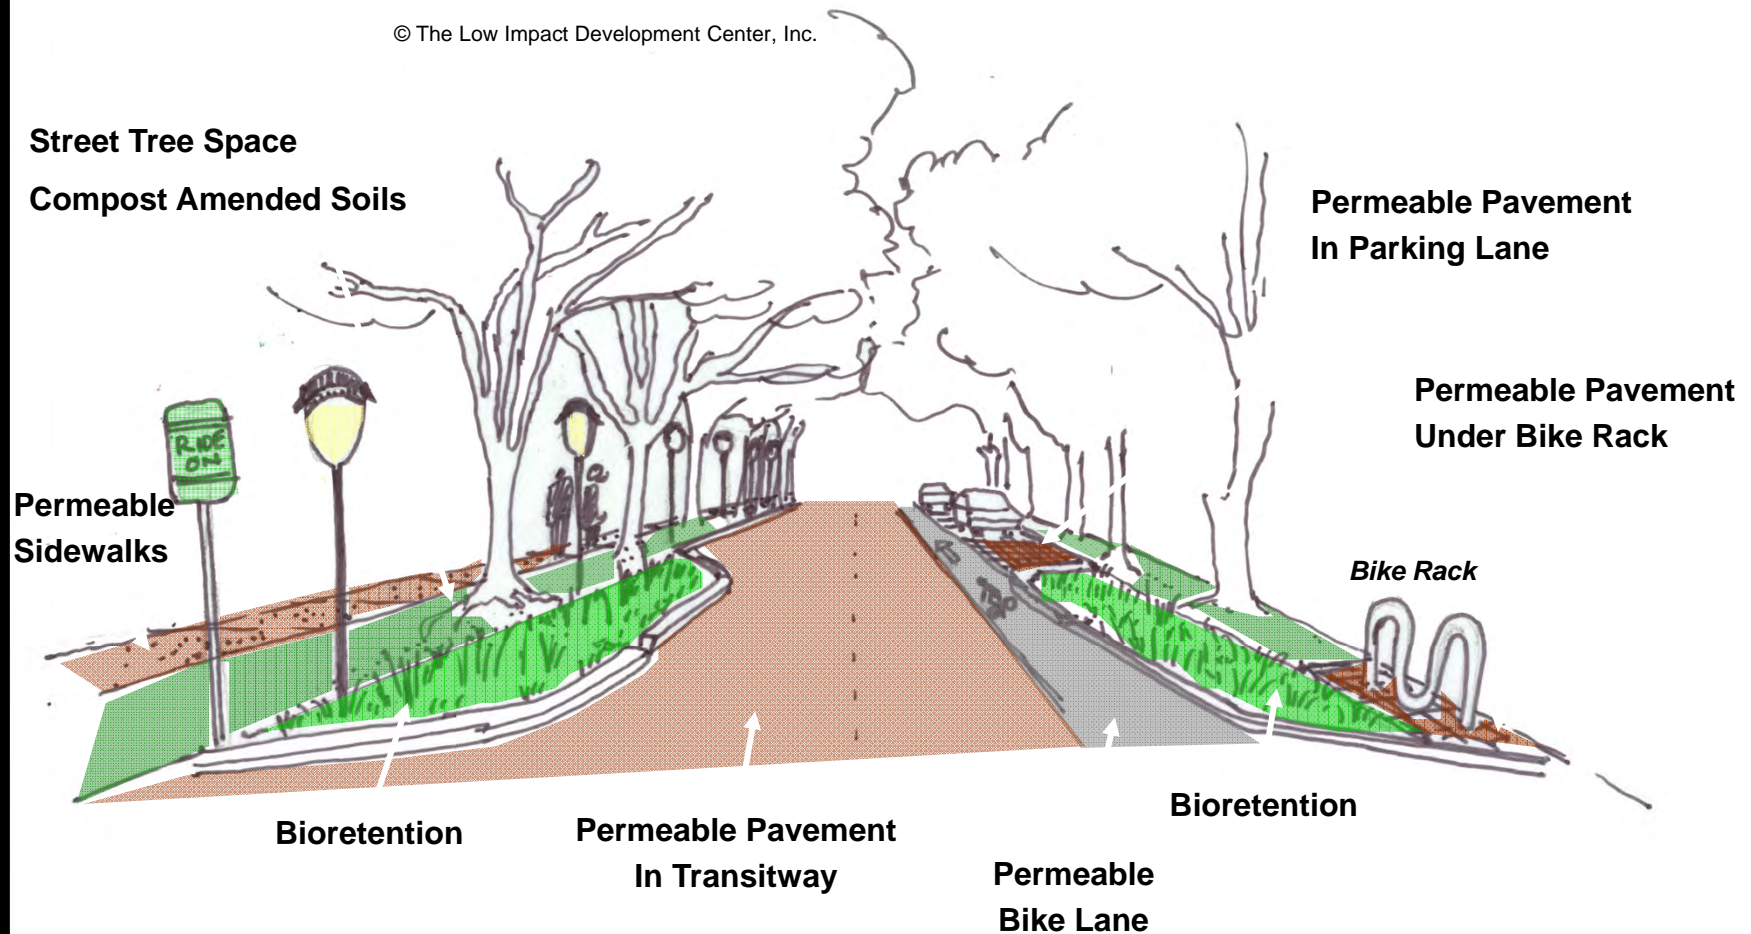 © The Low Impact Development Center, Inc.
Street Tree Space
Compost Amended Soils
Permeable Pavement
In Parking Lane
Permeable Pavement
Under Bike Rack
RIDE
ON
Permeable
Sidewalks
Bike Rack
Bioretention
Permeable Pavement
In Transitway
Permeable
Bike Lane
Bioretention